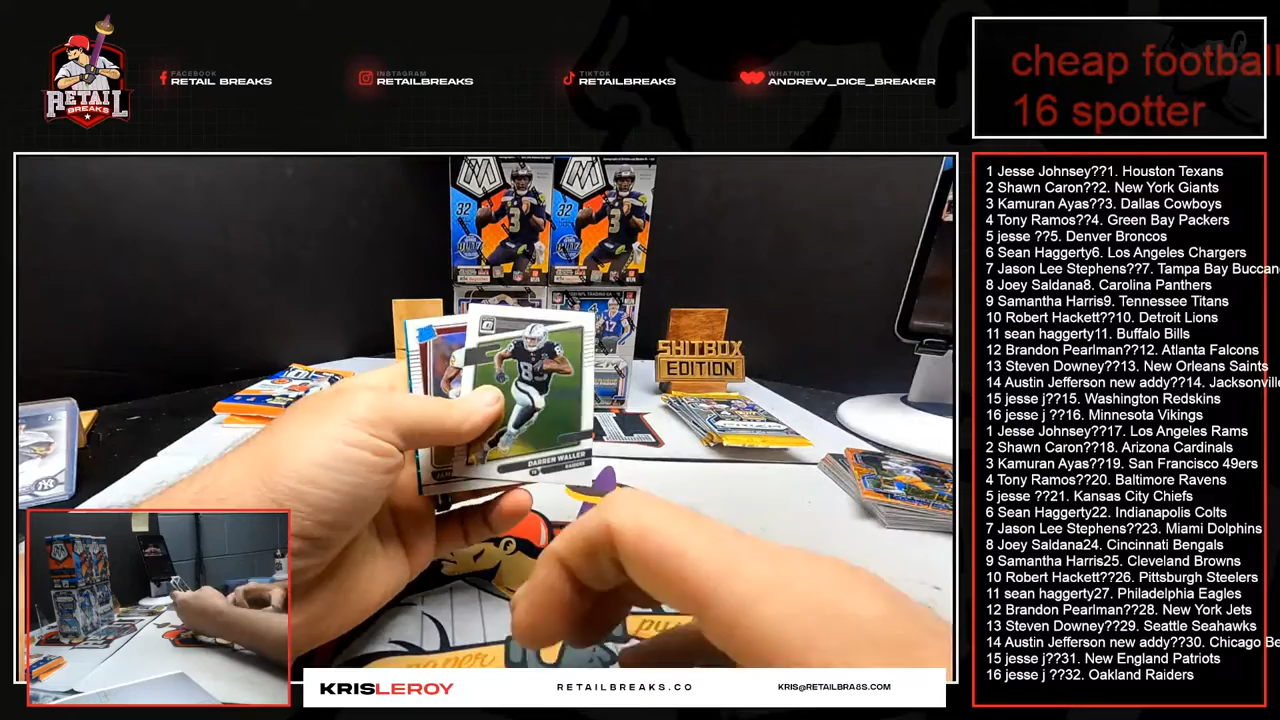 RETAIL
BREAKS
FACEBOOK
RETAIL BREAKS
INSTAGRAM
RETAILBREAKS
TIKTOK
RETAILBREAKS
WHATNOT
ANDREW_DICE_BREAKER
cheap footbal
16 spotter
1 Jesse Johnsey??1. Houston Texans
2 Shawn Caron??2. New York Giants
3 Kamuran Ayas??3. Dallas Cowboys
4 Tony Ramos??4. Green Bay Packers
5 jesse ??5. Denver Broncos
6 Sean Haggerty6. Los Angeles Chargers
7 Jason Lee Stephens??7. Tampa Bay Buccan
8 Joey Saldana8. Carolina Panthers
9 Samantha Harris9. Tennessee Titans
10 Robert Hackett??10. Detroit Lions
11 sean haggerty11. Buffalo Bills
12 Brandon Pearlman??12. Atlanta Falcons
13 Steven Downey??13. New Orleans Saints
14 Austin Jefferson new addy??14. Jacksonvill
15 jesse j??15. Washington Redskins
16 jesse j??16. Minnesota Vikings
1 Jesse Johnsey??17. Los Angeles Rams
2 Shawn Caron??18. Arizona Cardinals
3 Kamuran Ayas??19. San Francisco 49ers
4 Tony Ramos??20. Baltimore Ravens
5 jesse ??21. Kansas City Chiefs
6 Sean Haggerty22. Indianapolis Colts
7 Jason Lee Stephens??23. Miami Dolphins
8 Joey Saldana24. Cincinnati Bengals
9 Samantha Harris25. Cleveland Browns
10 Robert Hackett??26. Pittsburgh Steelers
11 sean haggerty27. Philadelphia Eagles
12 Brandon Pearlman??28. New York Jets
13 Steven Downey??29. Seattle Seahawks
14 Austin Jefferson new addy??30. Chicago Be
15 jesse j??31. New England Patriots
16 jesse j ??32. Oakland Raiders
32
32
SHITBOX
EDITION
DARREN WALLER
RAIDERS
KRISLEROY
RETAILBREAKS.CO
KRIS@RETAILBRA8S.COM